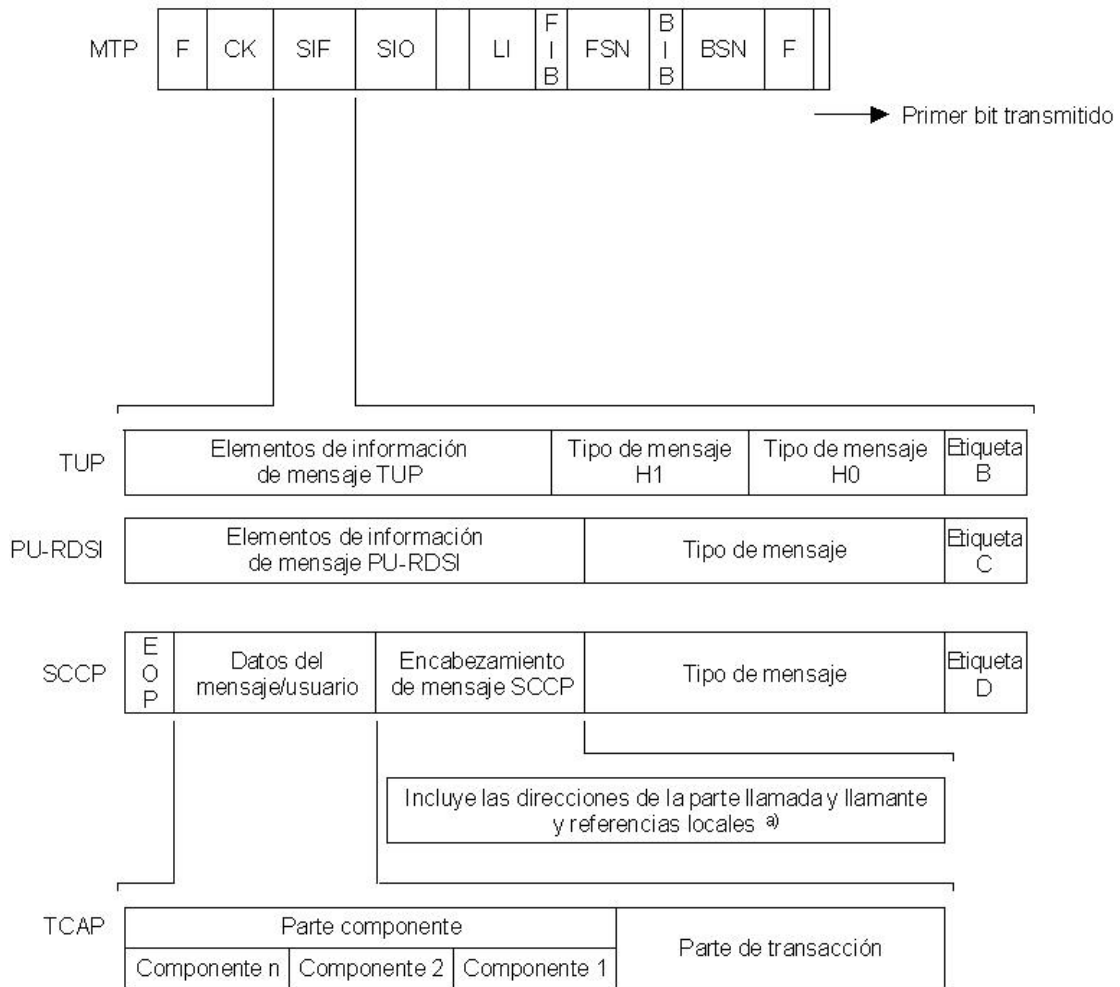 MTP F CK SIF SIO LI FIB FSN BIB BSN F
Primer bit transmitido
TUP
Elementos de información
de mensaje TUP
Tipo de mensaje
H1
Tipo de mensaje
H0
Etiqueta
B
PU-RDSI
Elementos de información
de mensaje PU-RDSI
Tipo de mensaje
Etiqueta
C
SCCP
EOP
Datos del
mensaje/usuario
Encabezamiento
de mensaje SCCP
Tipo de mensaje
Etiqueta
D
Incluye las direcciones de la parte llamada y llamante
y referencias locales a)
TCAP
Parte componente
Parte de transacción
Componente n Componente 2 Componente 1